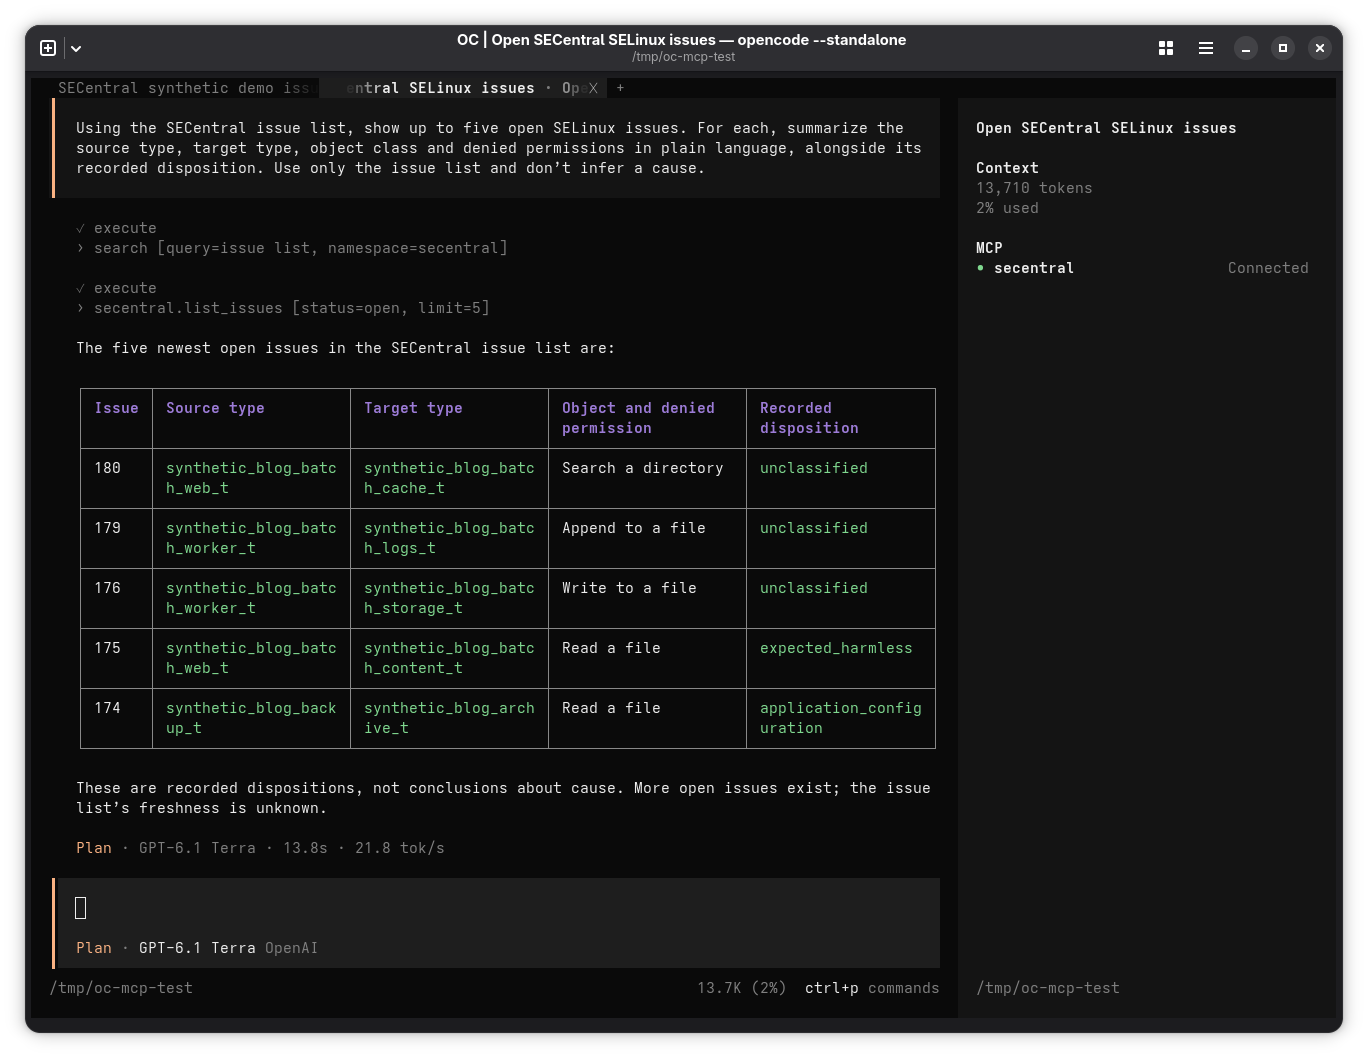 OC | Open SECentral SELinux issues — opencode --standalone
/tmp/oc-mcp-test
SECentral synthetic demo issu
entral SELinux issues · Ope X +
Using the SECentral issue list, show up to five open SELinux issues. For each, summarize the
source type, target type, object class and denied permissions in plain language, alongside its
recorded disposition. Use only the issue list and don’t infer a cause.
✓ execute
› search [query=issue list, namespace=secentral]
✓ execute
› secentral.list_issues [status=open, limit=5]
The five newest open issues in the SECentral issue list are:
Issue Source type Target type Object and denied Recorded
permission disposition
180 synthetic_blog_batc synthetic_blog_batc Search a directory unclassified
h_web_t h_cache_t
179 synthetic_blog_batc synthetic_blog_batc Append to a file unclassified
h_worker_t h_logs_t
176 synthetic_blog_batc synthetic_blog_batc Write to a file unclassified
h_worker_t h_storage_t
175 synthetic_blog_batc synthetic_blog_batc Read a file expected_harmless
h_web_t h_content_t
174 synthetic_blog_back synthetic_blog_arch Read a file application_config
up_t ive_t uration
These are recorded dispositions, not conclusions about cause. More open issues exist; the issue
list’s freshness is unknown.
Plan · GPT-6.1 Terra · 13.8s · 21.8 tok/s
Plan · GPT-6.1 Terra OpenAI
/tmp/oc-mcp-test 13.7K (2%) ctrl+p commands
Open SECentral SELinux issues
Context
13,710 tokens
2% used
MCP
• secentral Connected
/tmp/oc-mcp-test